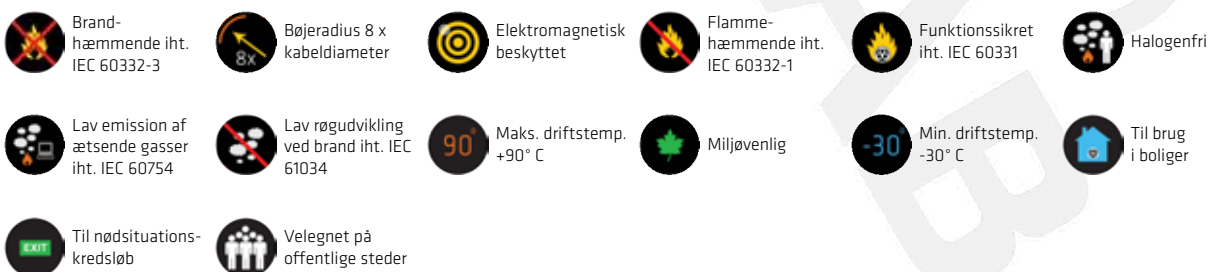 Brand-
hæmmende iht.
IEC 60332-3
8x
Bøjeradius 8 x
kabeldiameter
Elektromagnetisk
beskyttet
Flamme-
hæmmende iht.
IEC 60332-1
Funktionssikret
iht. IEC 60331
Halogenfri
Lav emission af
ætsende gasser
iht. IEC 60754
Lav røgudvikling
ved brand iht. IEC
61034
90°
Maks. driftstemp.
+90° C
Miljøvenlig
-30°
Min. driftstemp.
-30° C
Til brug
i boliger
EXIT
Til nødsituations-
kredsløb
Velegnet på
offentlige steder